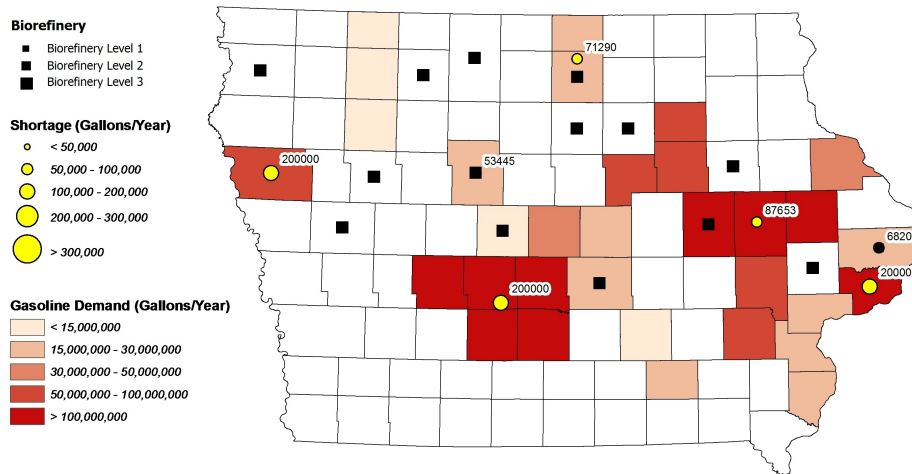 Biorefinery
Biorefinery Level 1
Biorefinery Level 2
Biorefinery Level 3
Shortage (Gallons/Year)
< 50,000
50,000 - 100,000
100,000 - 200,000
200,000 - 300,000
> 300,000
Gasoline Demand (Gallons/Year)
< 15,000,000
15,000,000 - 30,000,000
30,000,000 - 50,000,000
50,000,000 - 100,000,000
> 100,000,000
71290
200000
53445
87653
6820
200000
20000